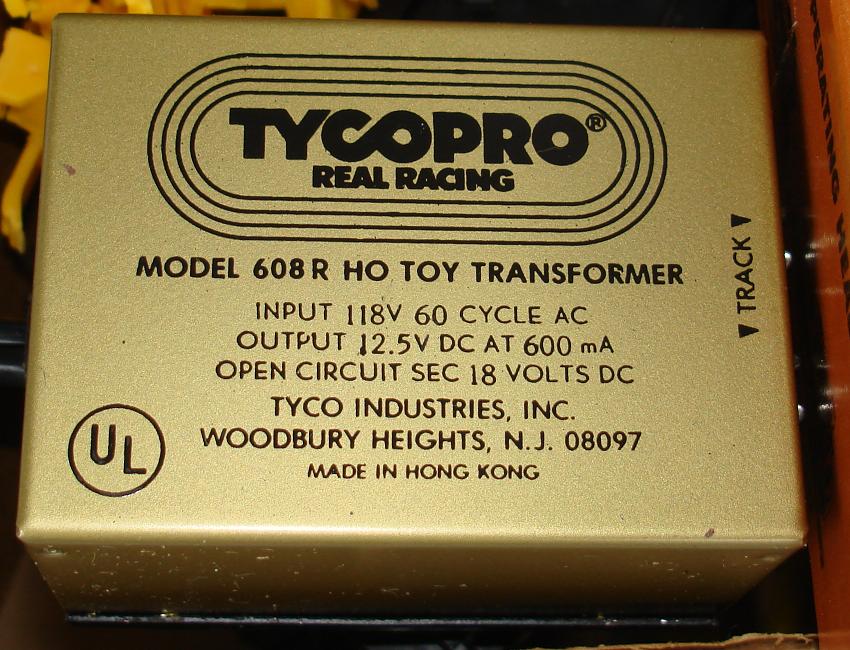 TYCOPRO®
REAL RACING
MODEL 608R HO TOY TRANSFORMER
INPUT 118V 60 CYCLE AC
OUTPUT 12.5V DC AT 600 mA
OPEN CIRCUIT SEC 18 VOLTS DC
TYCO INDUSTRIES, INC.
WOODBURY HEIGHTS, N.J. 08097
MADE IN HONG KONG
UL
◀ TRACK ▶